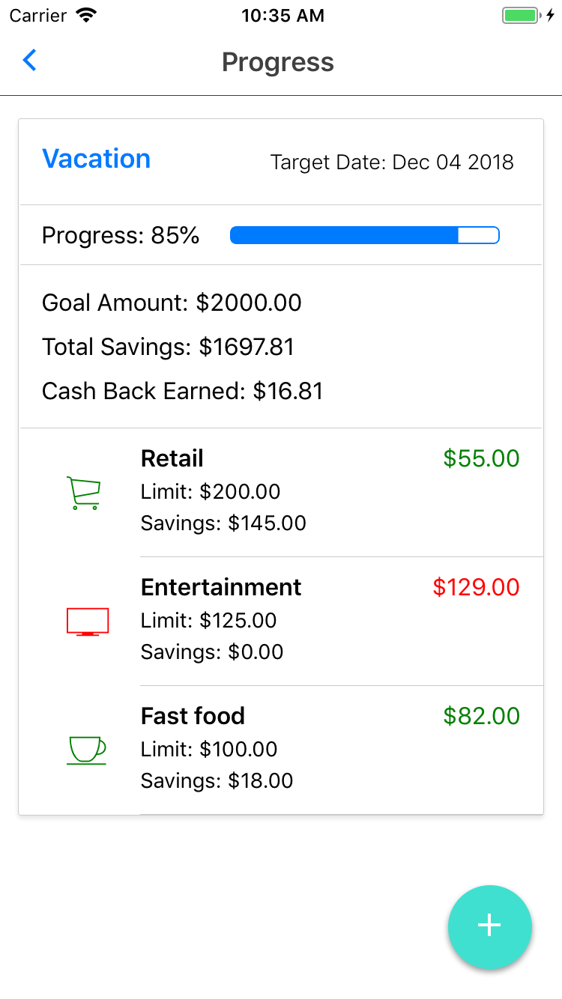 Carrier 10:35 AM
Progress
Vacation Target Date: Dec 04 2018
Progress: 85%
Goal Amount: $2000.00
Total Savings: $1697.81
Cash Back Earned: $16.81
Retail $55.00
Limit: $200.00
Savings: $145.00
Entertainment $129.00
Limit: $125.00
Savings: $0.00
Fast food $82.00
Limit: $100.00
Savings: $18.00
+